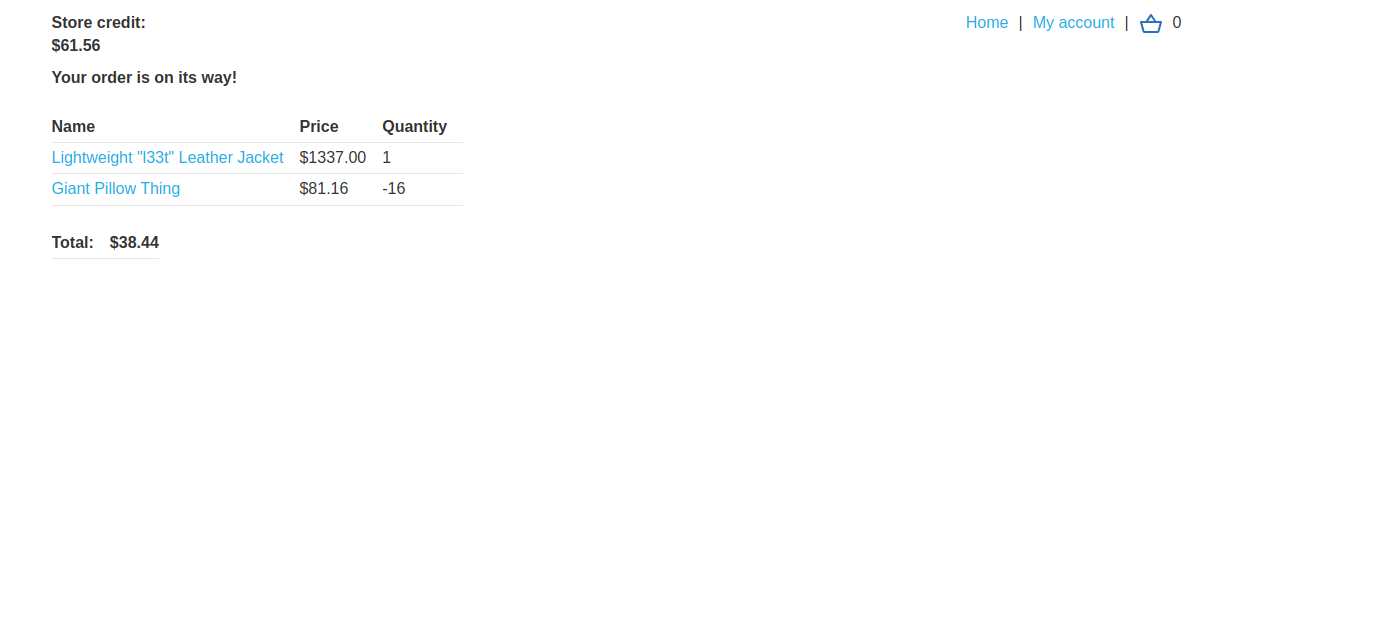 Store credit:
$61.56
Home | My account | 0
Your order is on its way!
Name Price Quantity
Lightweight "l33t" Leather Jacket $1337.00 1
Giant Pillow Thing $81.16 -16
Total: $38.44